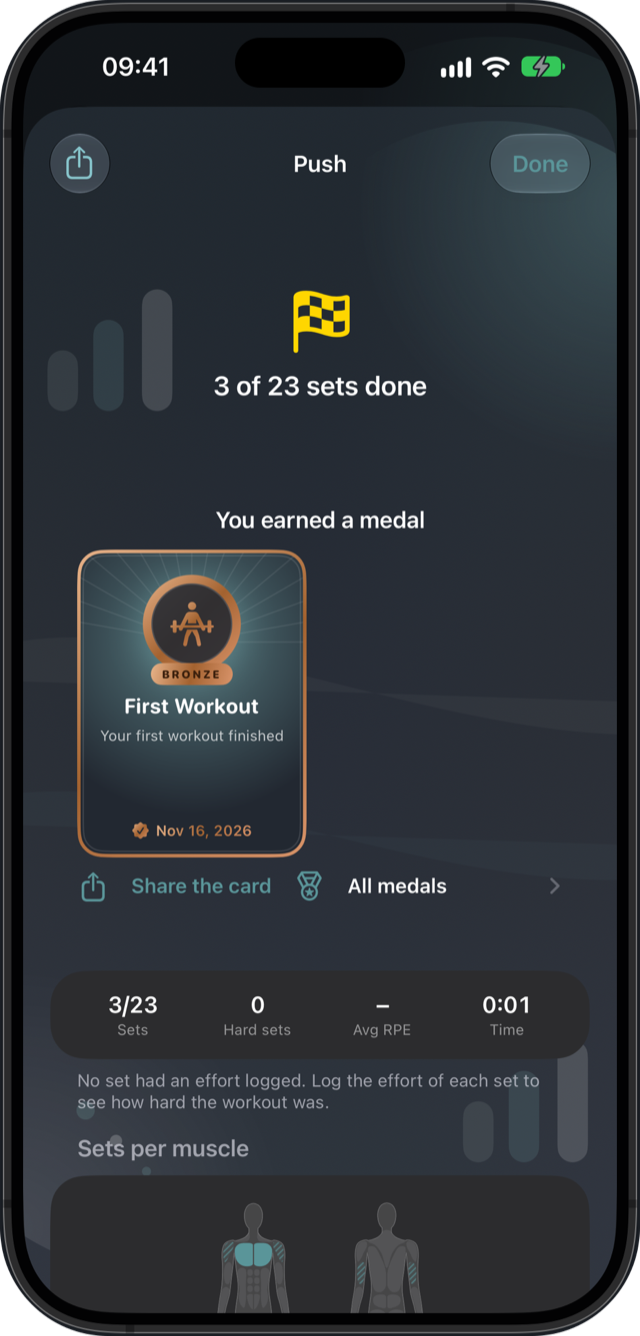 09:41
Push
Done
3 of 23 sets done
You earned a medal
BRONZE
First Workout
Your first workout finished
Nov 16, 2026
Share the card
All medals
3/23
Sets
0
Hard sets
–
Avg RPE
0:01
Time
No set had an effort logged. Log the effort of each set to
see how hard the workout was.
Sets per muscle